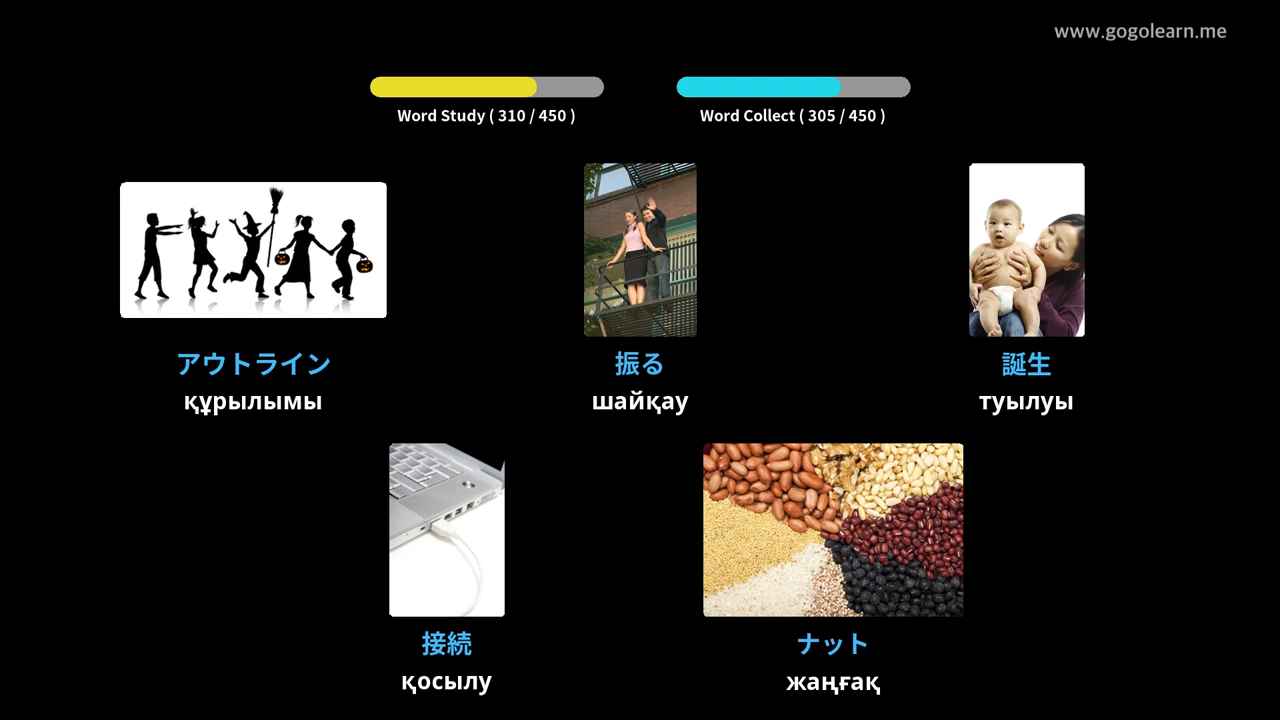 www.gogolearn.me
Word Study ( 310 / 450 )
Word Collect ( 305 / 450 )
アウトライン
құрылымы
振る
шайқау
誕生
туылуы
接続
қосылу
ナット
жаңғақ